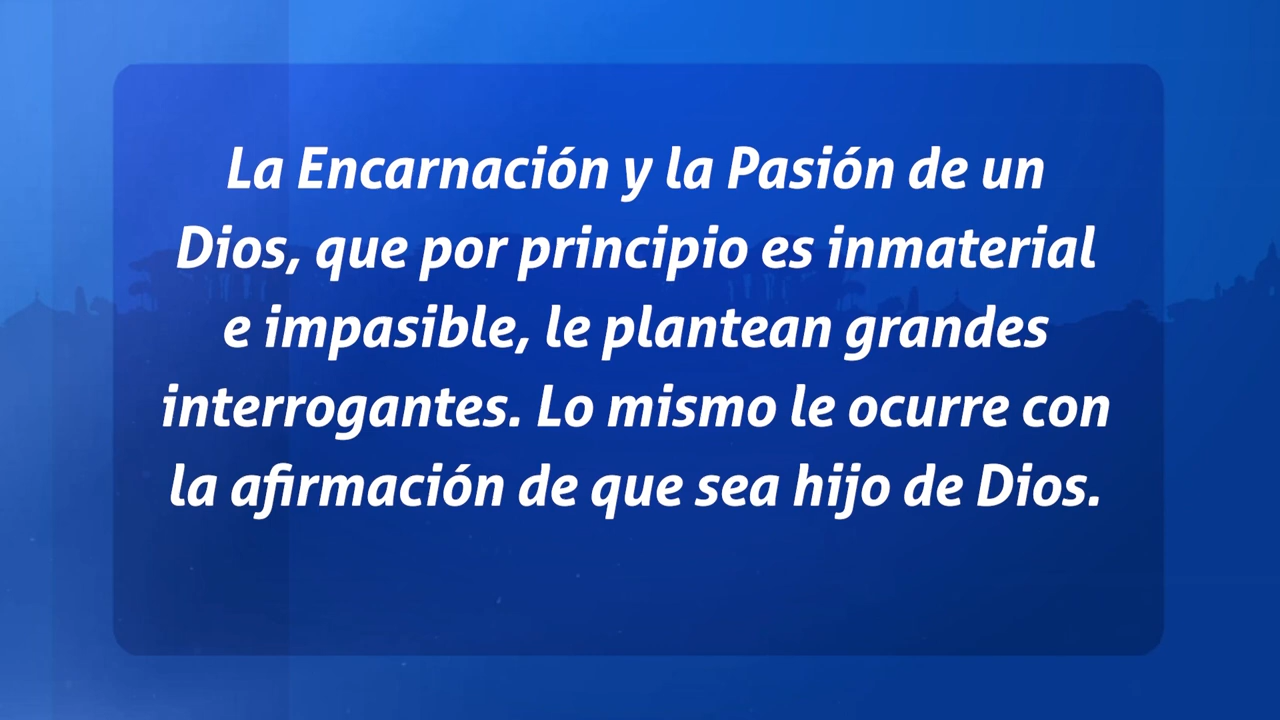 La Encarnación y la Pasión de un
Dios, que por principio es inmaterial
e impasible, le plantean grandes
interrogantes. Lo mismo le ocurre con
la afirmación de que sea hijo de Dios.